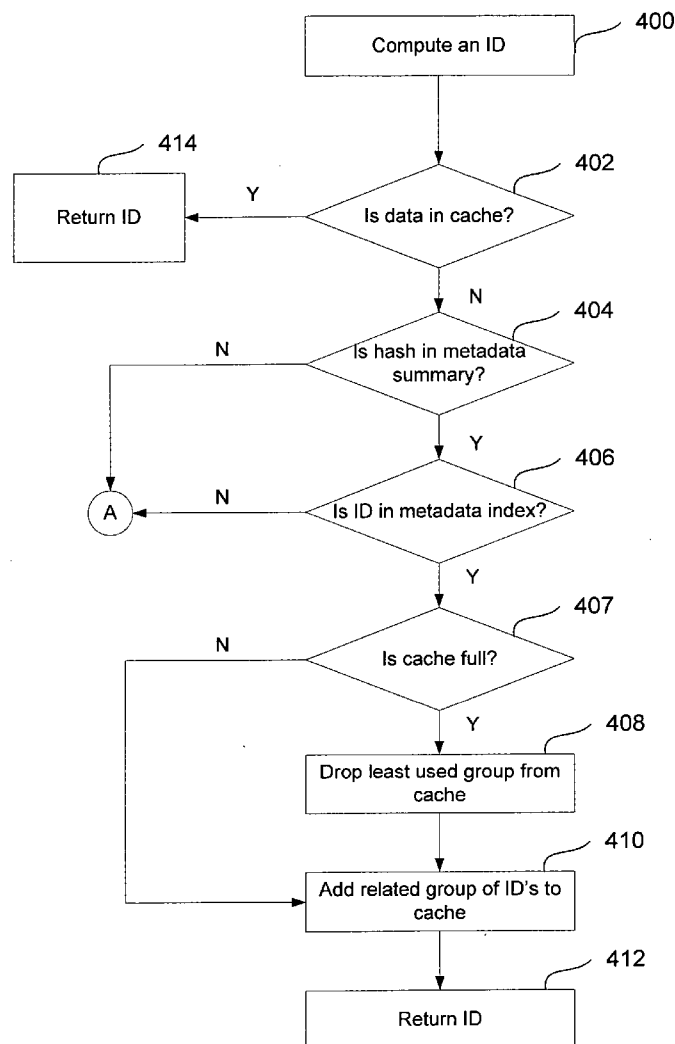 Compute an ID
400
414
402
Return ID
Y
Is data in cache?
N
404
N
Is hash in metadata
summary?
Y
406
A
N
Is ID in metadata index?
Y
407
N
Is cache full?
Y
408
Drop least used group from
cache
410
Add related group of ID's to
cache
412
Return ID